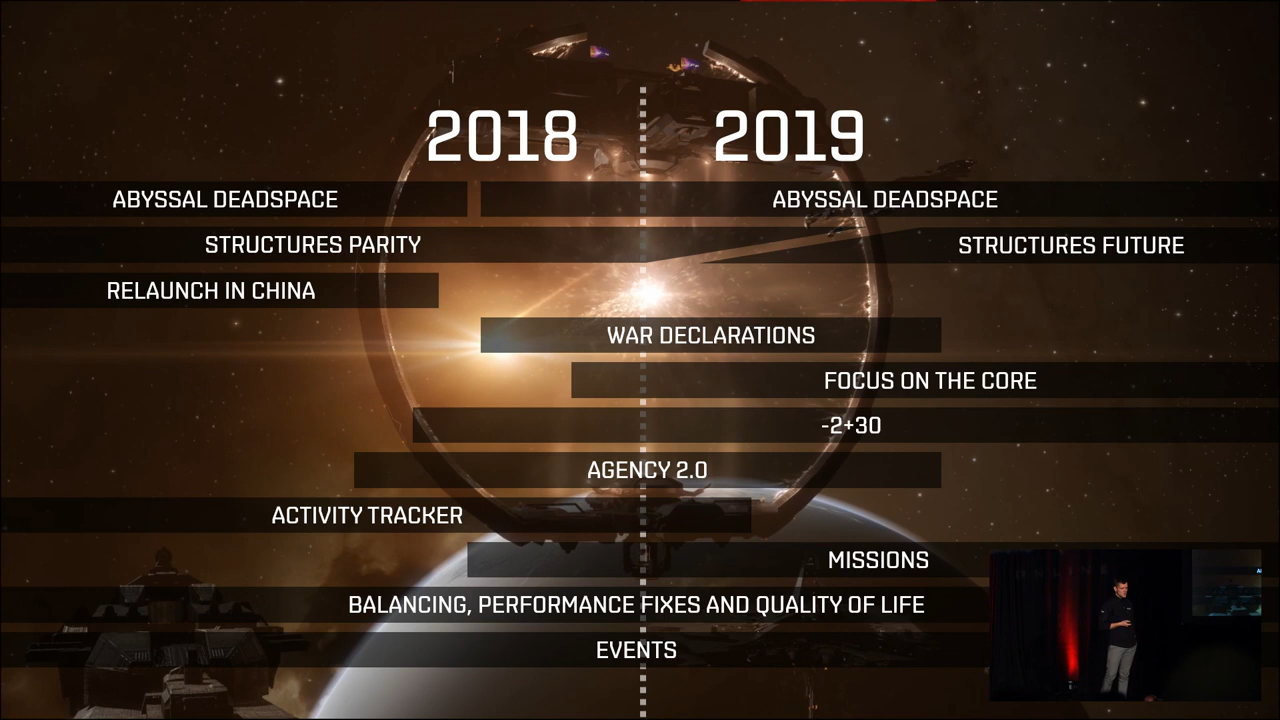 2018 2019
ABYSSAL DEADSPACE ABYSSAL DEADSPACE
STRUCTURES PARITY STRUCTURES FUTURE
RELAUNCH IN CHINA
WAR DECLARATIONS
FOCUS ON THE CORE
-2+30
AGENCY 2.0
ACTIVITY TRACKER
MISSIONS
BALANCING, PERFORMANCE FIXES AND QUALITY OF LIFE
EVENTS